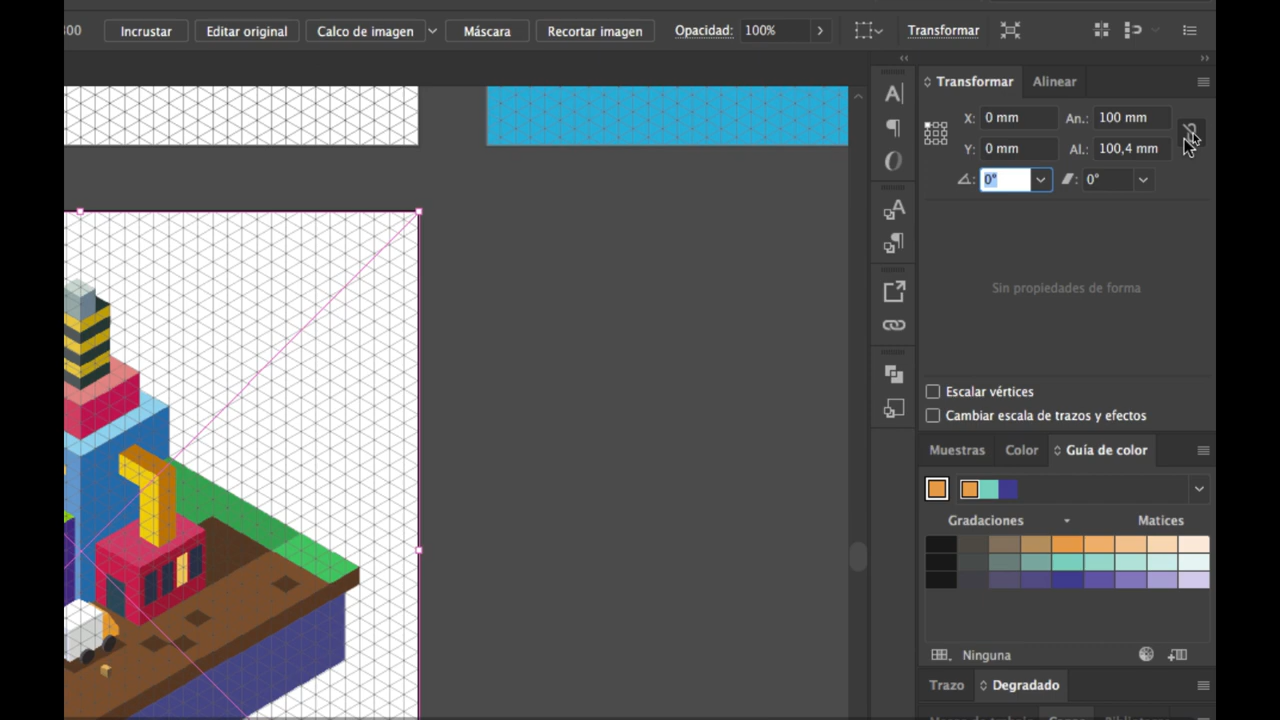 00 Incrustar Editar original Calco de imagen Máscara Recortar imagen Opacidad: 100% Transformar
Transformar Alinear
X: 0 mm An.: 100 mm
Y: 0 mm Al.: 100,4 mm
0° 0°
Sin propiedades de forma
Escalar vértices
Cambiar escala de trazos y efectos
Muestras Color Guía de color
Gradaciones Matices
Ninguna
Trazo Degradado